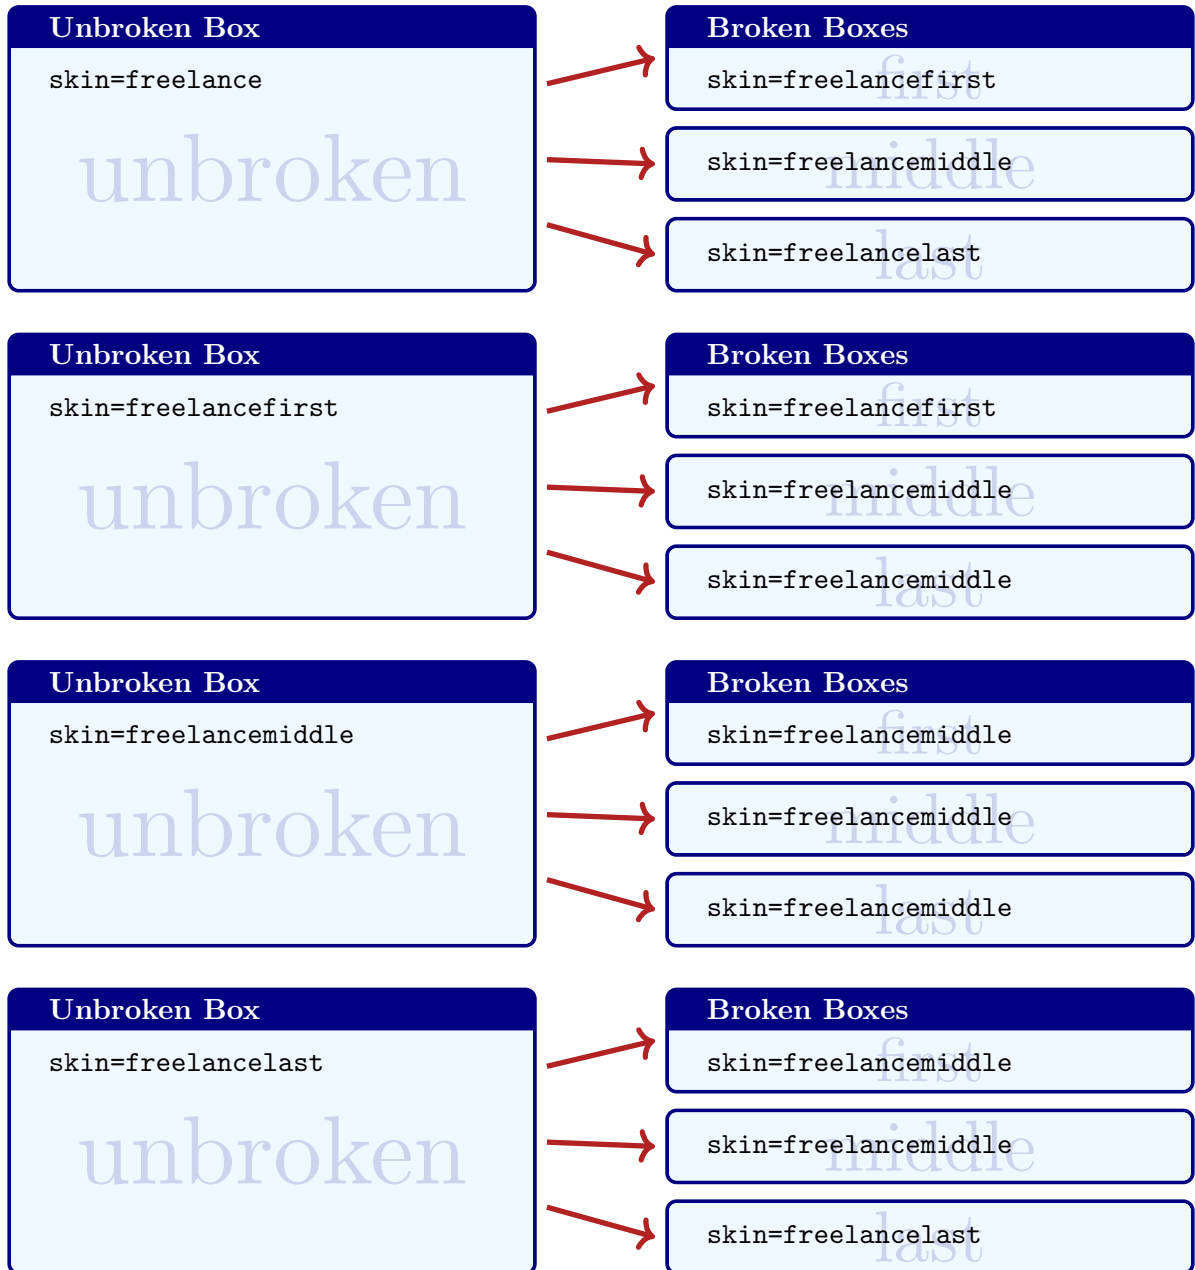 Unbroken Box
skin=freelance
unbroken
Broken Boxes
first
skin=freelancefirst
middle
skin=freelancemiddle
last
skin=freelancelast
Unbroken Box
skin=freelancefirst
unbroken
Broken Boxes
first
skin=freelancefirst
middle
skin=freelancemiddle
last
skin=freelancemiddle
Unbroken Box
skin=freelancemiddle
unbroken
Broken Boxes
first
skin=freelancemiddle
middle
skin=freelancemiddle
last
skin=freelancemiddle
Unbroken Box
skin=freelancelast
unbroken
Broken Boxes
first
skin=freelancemiddle
middle
skin=freelancemiddle
last
skin=freelancelast